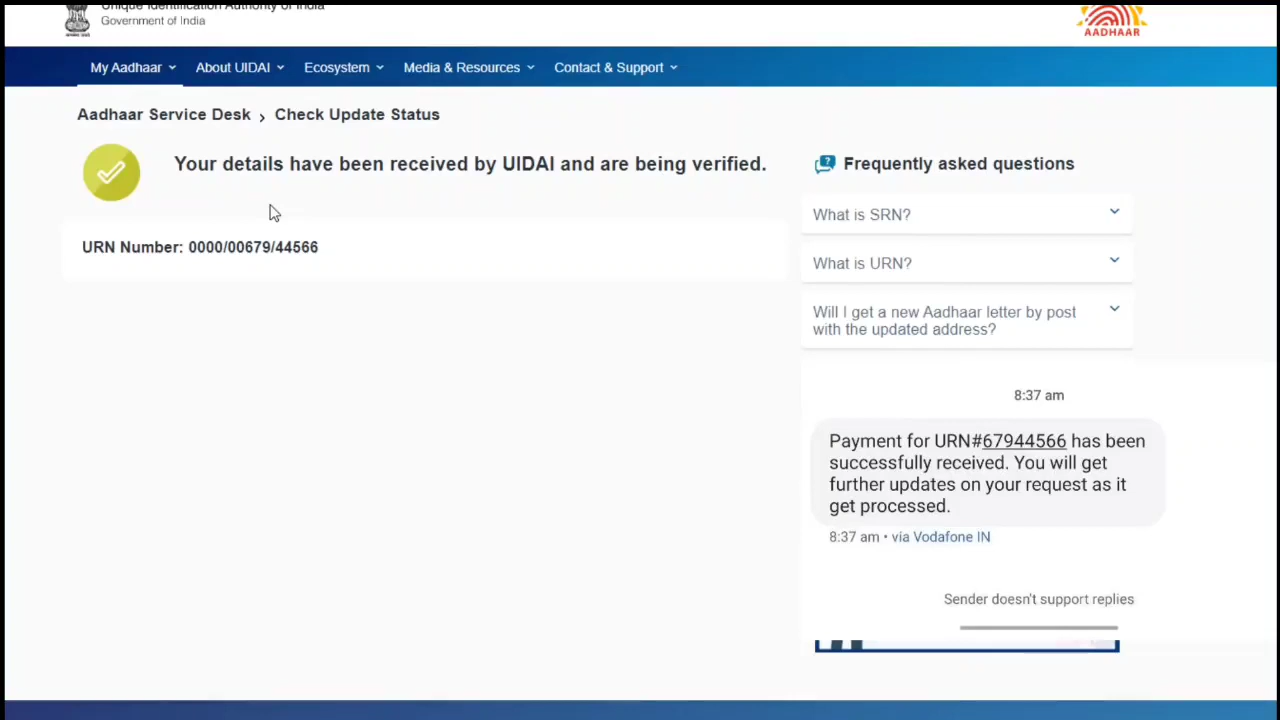 Unique Identification Authority of India
Government of India
AADHAAR
My Aadhaar
About UIDAI
Ecosystem
Media & Resources
Contact & Support
Aadhaar Service Desk › Check Update Status
Your details have been received by UIDAI and are being verified.
URN Number: 0000/00679/44566
Frequently asked questions
What is SRN?
What is URN?
Will I get a new Aadhaar letter by post
with the updated address?
8:37 am
Payment for URN#67944566 has been
successfully received. You will get
further updates on your request as it
get processed.
8:37 am • via Vodafone IN
Sender doesn't support replies